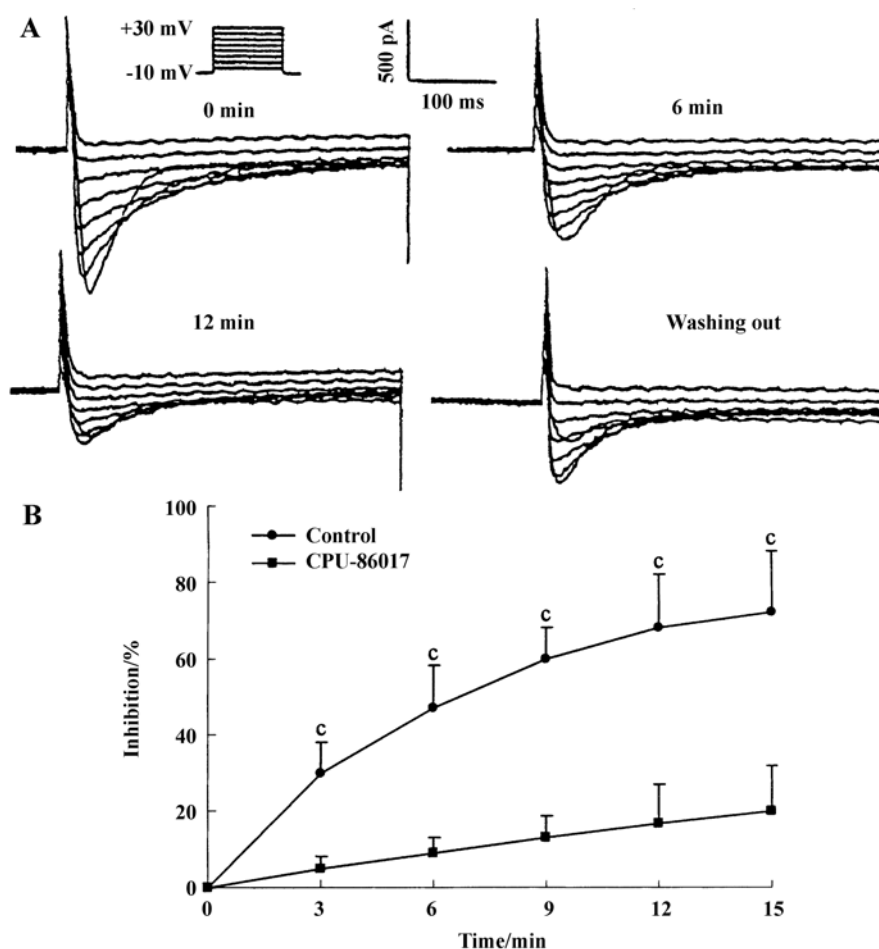 A
+30 mV
-10 mV
500 pA
100 ms
0 min
6 min
12 min
Washing out
B
100
80
60
40
20
0
Inhibition/%
Control
CPU-86017
c
c
c
c
c
0 3 6 9 12 15
Time/min